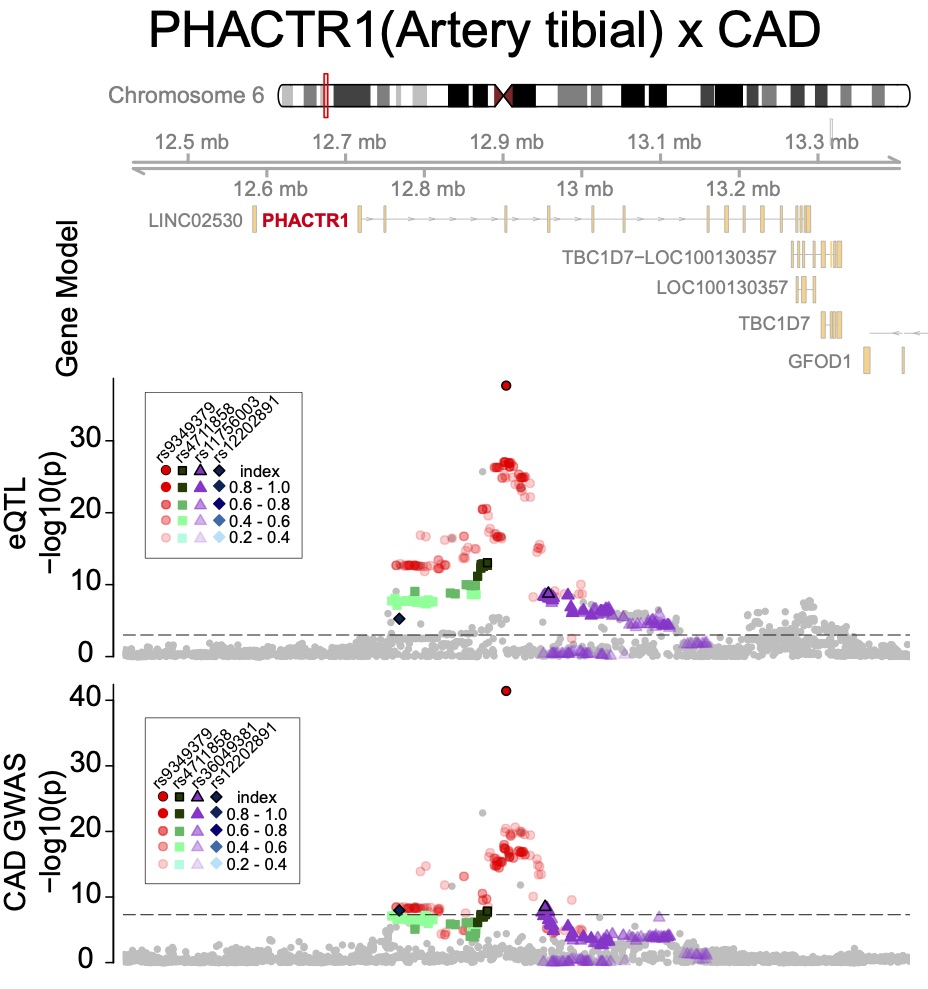 PHACTR1(Artery tibial) x CAD
Chromosome 6
12.5 mb 12.7 mb 12.9 mb 13.1 mb 13.3 mb
12.6 mb 12.8 mb 13 mb 13.2 mb
Gene Model
LINC02530 PHACTR1
TBC1D7−LOC100130357
LOC100130357
TBC1D7
GFOD1
eQTL
−log10(p)
30
20
10
0
rs9349379
rs4711858
rs11756003
rs12202891
index
0.8 - 1.0
0.6 - 0.8
0.4 - 0.6
0.2 - 0.4
CAD GWAS
−log10(p)
40
30
20
10
0
rs9349379
rs4711858
rs36049381
rs12202891
index
0.8 - 1.0
0.6 - 0.8
0.4 - 0.6
0.2 - 0.4